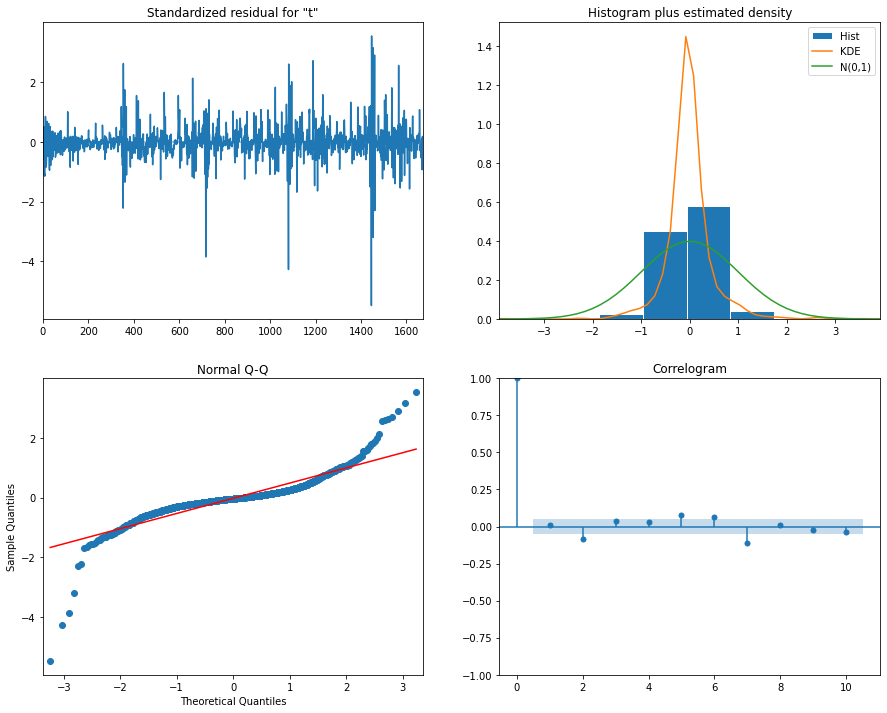 Standardized residual for "t"
2
0
−2
−4
0 200 400 600 800 1000 1200 1400 1600
Histogram plus estimated density
Hist
KDE
N(0,1)
1.4
1.2
1.0
0.8
0.6
0.4
0.2
0.0
−3 −2 −1 0 1 2 3
Normal Q-Q
Sample Quantiles
2
0
−2
−4
−3 −2 −1 0 1 2 3
Theoretical Quantiles
Correlogram
1.00
0.75
0.50
0.25
0.00
−0.25
−0.50
−0.75
−1.00
0 2 4 6 8 10